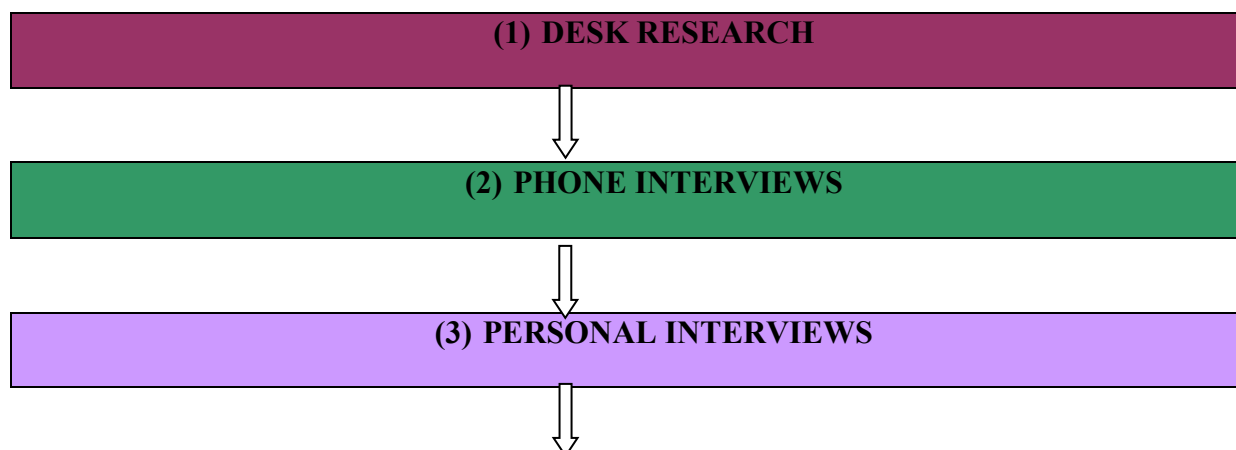 (1) DESK RESEARCH
(2) PHONE INTERVIEWS
(3) PERSONAL INTERVIEWS